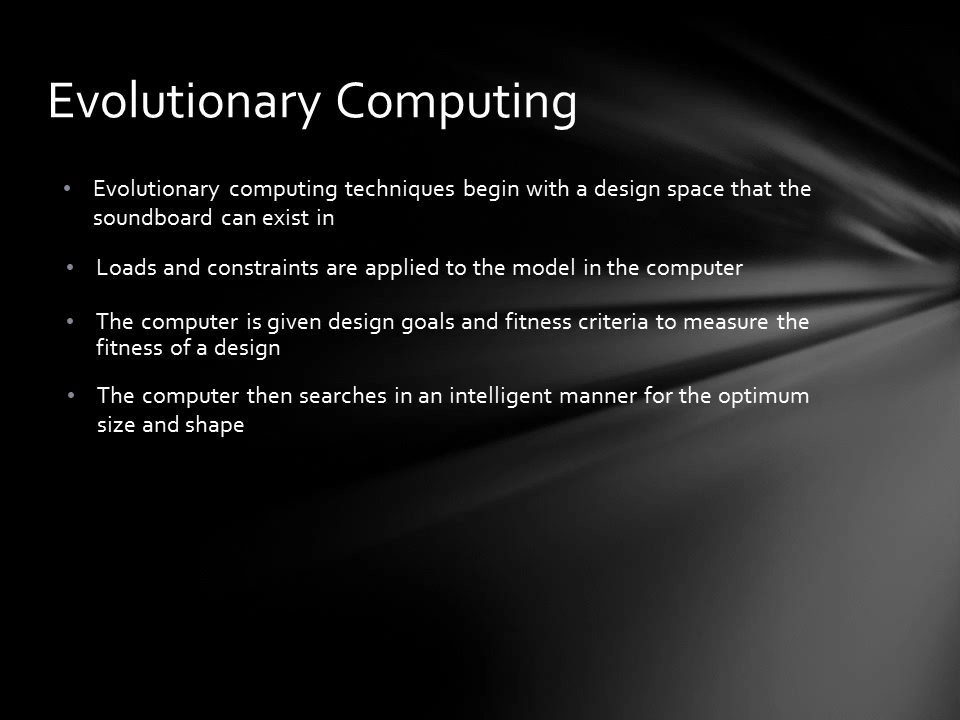 Evolutionary Computing
• Evolutionary computing techniques begin with a design space that the
soundboard can exist in
• Loads and constraints are applied to the model in the computer
• The computer is given design goals and fitness criteria to measure the
fitness of a design
• The computer then searches in an intelligent manner for the optimum
size and shape